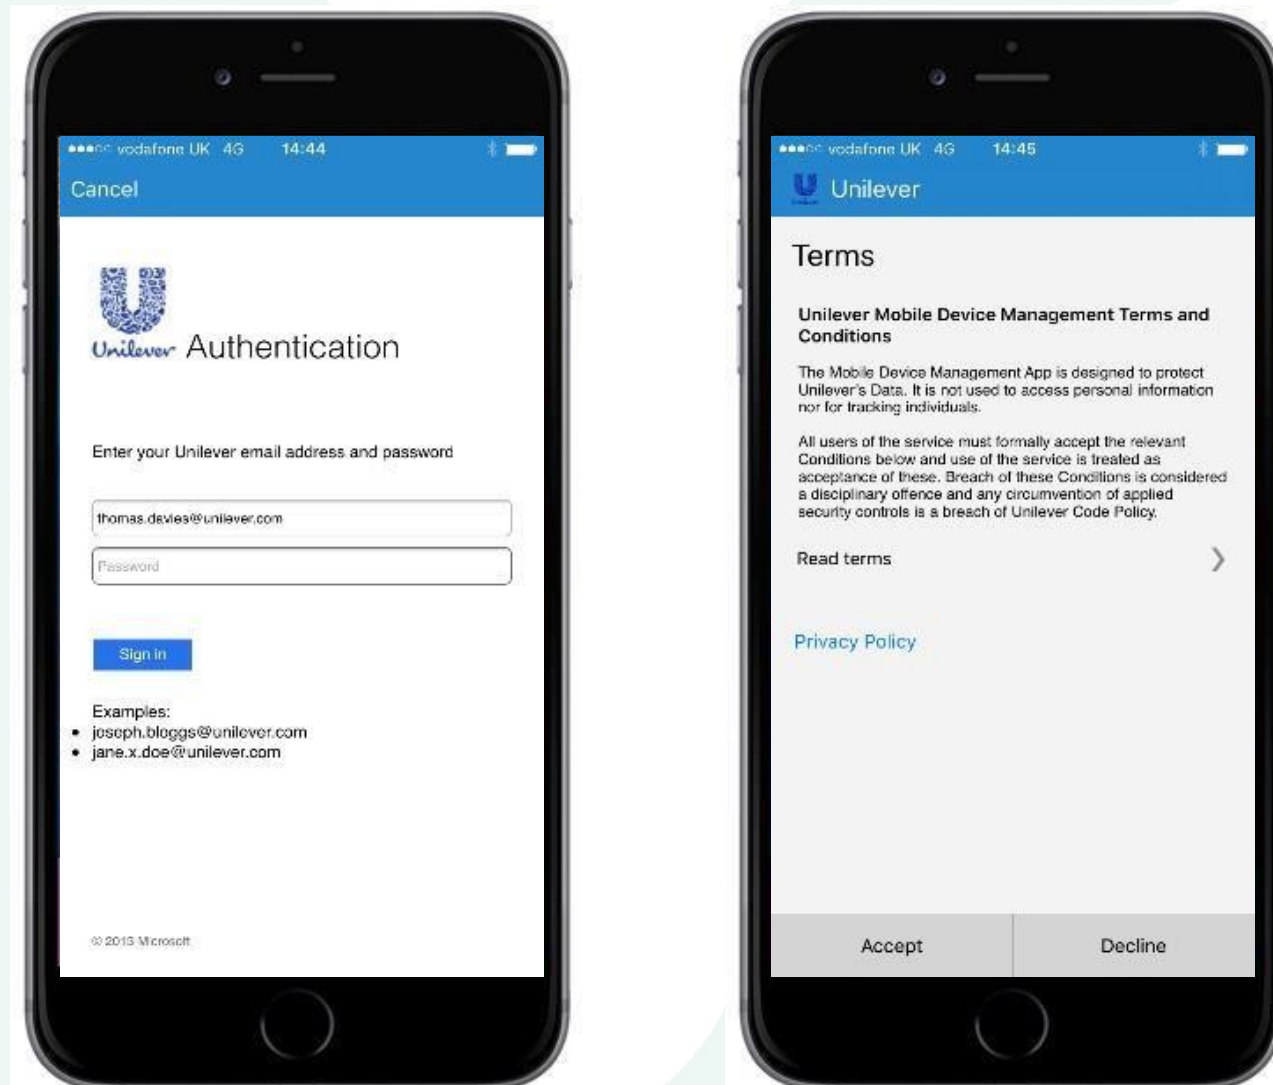 vodafone UK 4G 14:44
Cancel
Unilever Authentication
Enter your Unilever email address and password
thomas.davies@unilever.com
Password
Sign in
Examples:
• joseph.bloggs@unilever.com
• jane.x.doe@unilever.com
© 2013 Microsoft
vodafone UK 4G 14:45
Unilever
Terms
Unilever Mobile Device Management Terms and
Conditions
The Mobile Device Management App is designed to protect
Unilever's Data. It is not used to access personal information
nor for tracking individuals.
All users of the service must formally accept the relevant
Conditions below and use of the service is treated as
acceptance of these. Breach of these Conditions is considered
a disciplinary offence and any circumvention of applied
security controls is a breach of Unilever Code Policy.
Read terms
Privacy Policy
Accept Decline